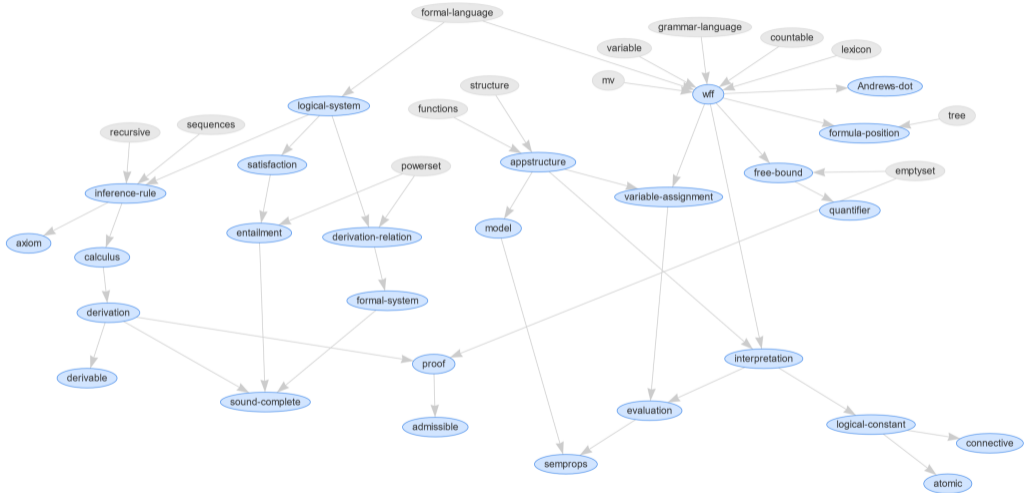 formal-language
grammar-language
countable
variable
lexicon
mv
structure
Andrews-dot
wff
logical-system
functions
tree
recursive
sequences
formula-position
satisfaction
appstructure
powerset
free-bound
emptyset
inference-rule
variable-assignment
quantifier
axiom
entailment
derivation-relation
model
calculus
formal-system
derivation
interpretation
proof
derivable
sound-complete
evaluation
admissible
logical-constant
connective
semprops
atomic